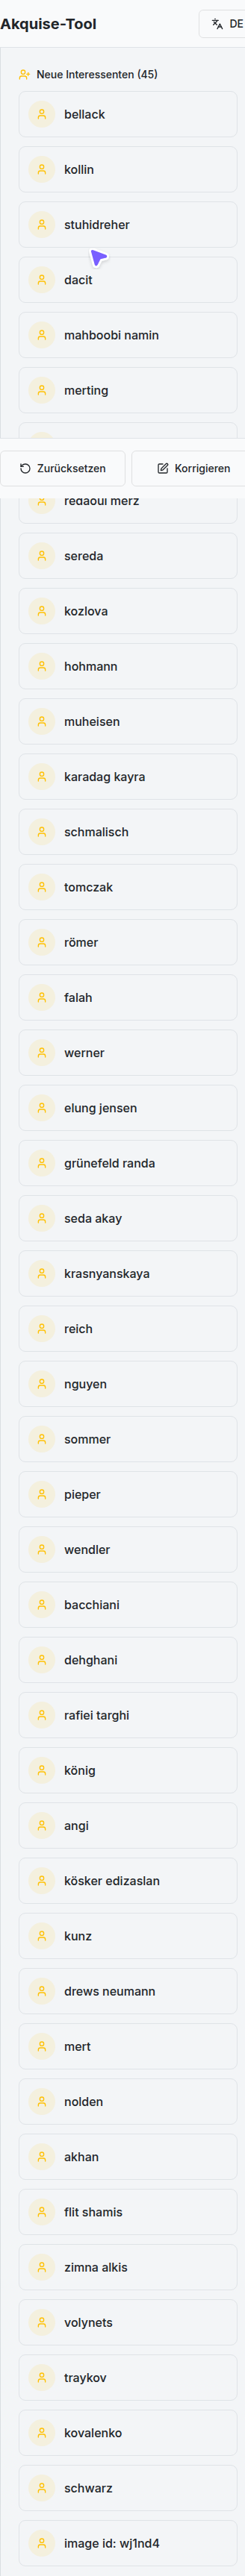 Akquise-Tool
DE
Neue Interessenten (45)
bellack
kollin
stuhidreher
dacit
mahboobi namin
merting
Zurücksetzen
Korrigieren
redaoui merz
sereda
kozlova
hohmann
muheisen
karadag kayra
schmalisch
tomczak
römer
falah
werner
elung jensen
grünefeld randa
seda akay
krasnyanskaya
reich
nguyen
sommer
pieper
wendler
bacchiani
dehghani
rafiei targhi
könig
angi
kösker edizaslan
kunz
drews neumann
mert
nolden
akhan
flit shamis
zimna alkis
volynets
traykov
kovalenko
schwarz
image id: wj1nd4